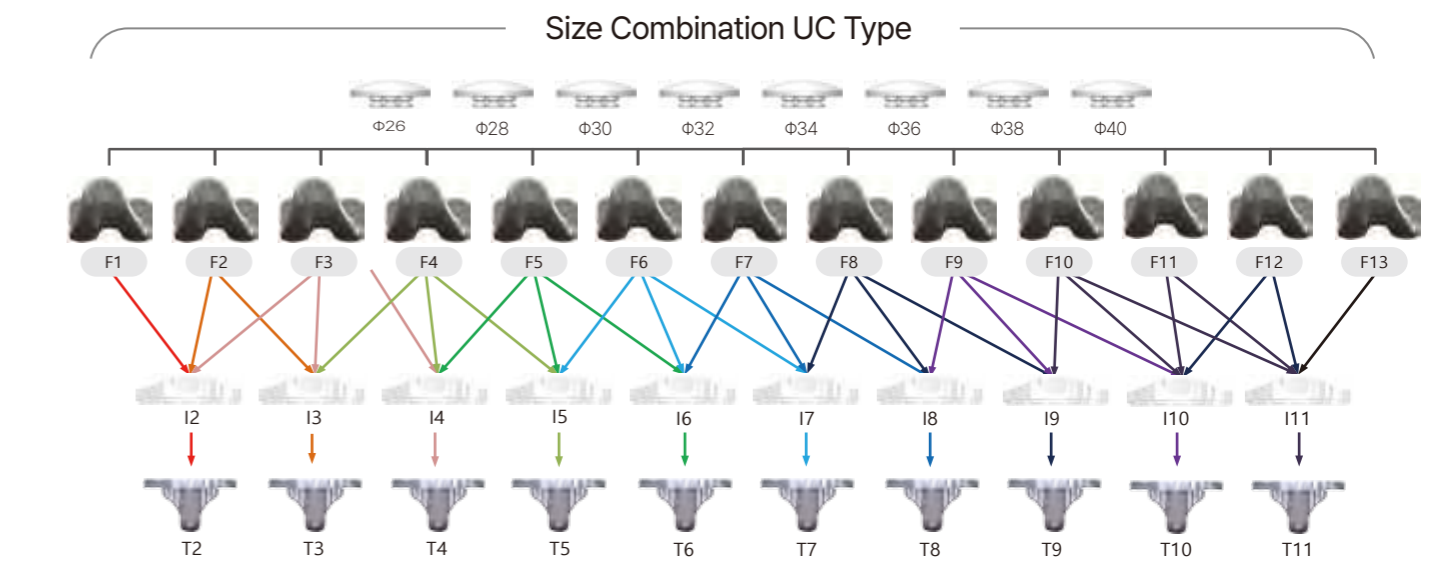 Size Combination UC Type
Φ26 Φ28 Φ30 Φ32 Φ34 Φ36 Φ38 Φ40
F1 F2 F3 F4 F5 F6 F7 F8 F9 F10 F11 F12 F13
I2 I3 I4 I5 I6 I7 I8 I9 I10 I11
T2 T3 T4 T5 T6 T7 T8 T9 T10 T11